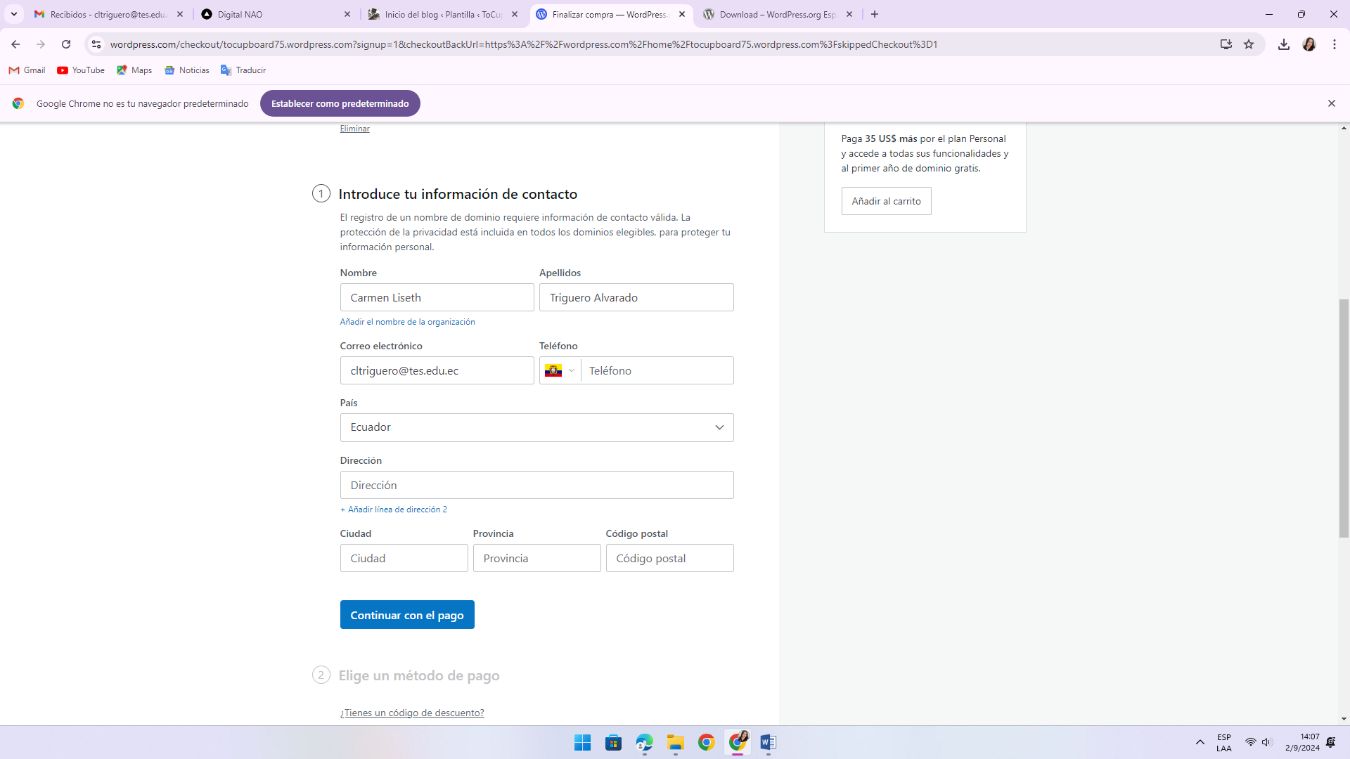 Recibidos - cltriguero@tes.edu.
Digital NAO
Inicio del blog ‹ Plantilla ‹ ToCu
Finalizar compra — WordPress.
Download – WordPress.org Esp
wordpress.com/checkout/tocupboard75.wordpress.com?signup=1&checkoutBackUrl=https%3A%2F%2Fwordpress.com%2Fhome%2Ftocupboard75.wordpress.com%3FskippedCheckout%3D1
Gmail
YouTube
Maps
Noticias
Traducir
Google Chrome no es tu navegador predeterminado
Establecer como predeterminado
Eliminar
Paga 35 US$ más por el plan Personal
y accede a todas sus funcionalidades y
al primer año de dominio gratis.
Añadir al carrito
1 Introduce tu información de contacto
El registro de un nombre de dominio requiere información de contacto válida. La
protección de la privacidad está incluida en todos los dominios elegibles, para proteger tu
información personal.
Nombre
Apellidos
Carmen Liseth
Triguero Alvarado
Añadir el nombre de la organización
Correo electrónico
Teléfono
cltriguero@tes.edu.ec
Teléfono
País
Ecuador
Dirección
Dirección
+ Añadir línea de dirección 2
Ciudad
Provincia
Código postal
Ciudad
Provincia
Código postal
Continuar con el pago
2 Elige un método de pago
¿Tienes un código de descuento?
ESP
LAA
14:07
2/9/2024